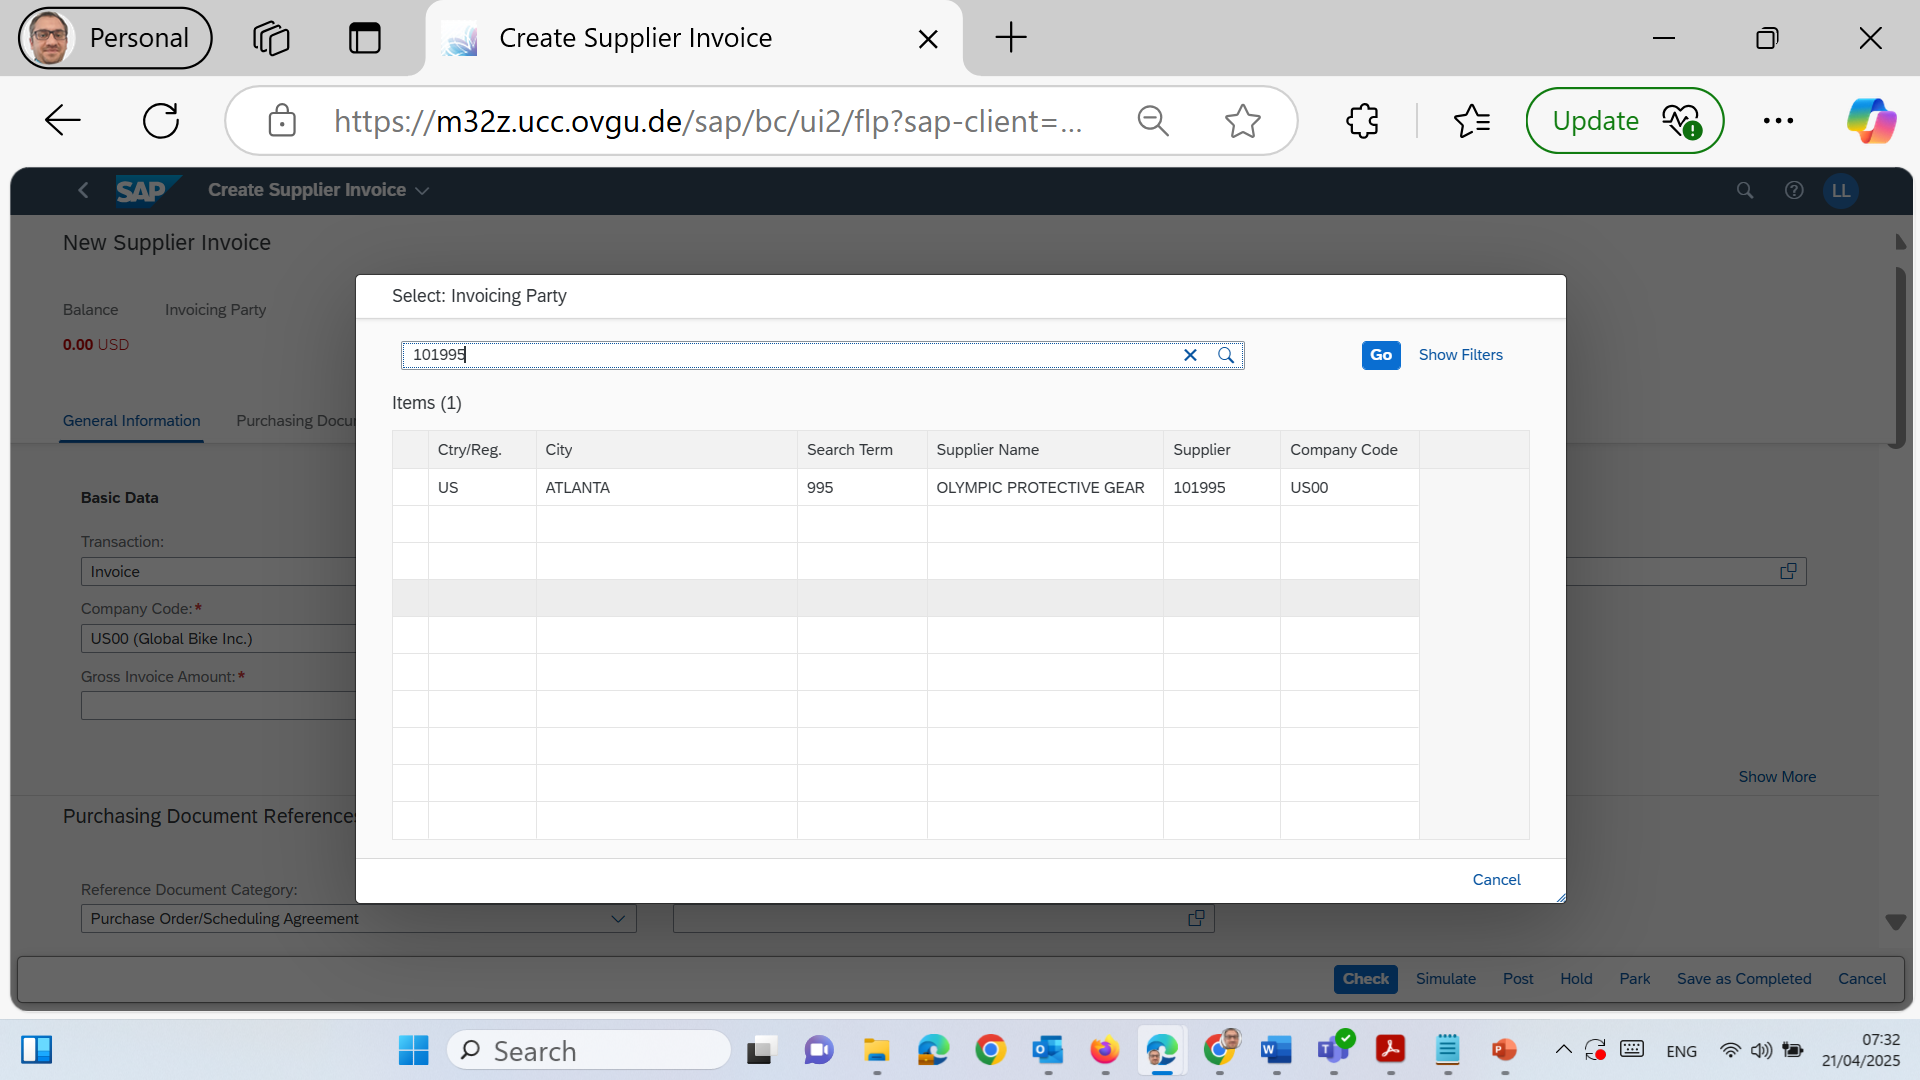 Personal
Create Supplier Invoice
https://m32z.ucc.ovgu.de/sap/bc/ui2/flp?sap-client=...
Update
SAP
Create Supplier Invoice
LL
New Supplier Invoice
Balance
Invoicing Party
0.00 USD
General Information
Purchasing Docu
Select: Invoicing Party
101995
Go
Show Filters
Items (1)
Ctry/Reg. City Search Term Supplier Name Supplier Company Code
US ATLANTA 995 OLYMPIC PROTECTIVE GEAR 101995 US00
Cancel
Basic Data
Transaction:
Invoice
Company Code:*
US00 (Global Bike Inc.)
Gross Invoice Amount:*
Show More
Purchasing Document References
Reference Document Category:
Purchase Order/Scheduling Agreement
Check Simulate Post Hold Park Save as Completed Cancel
Search
ENG
07:32
21/04/2025